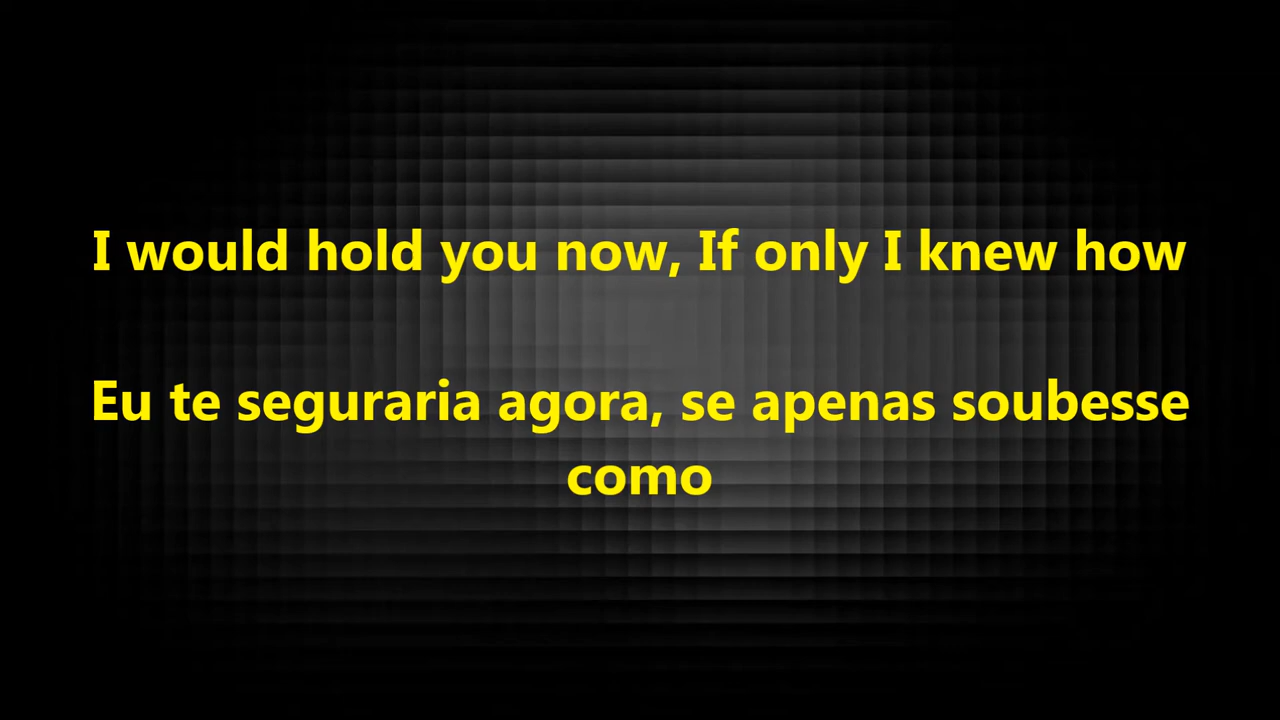 I would hold you now, If only I knew how
Eu te seguraria agora, se apenas soubesse
como